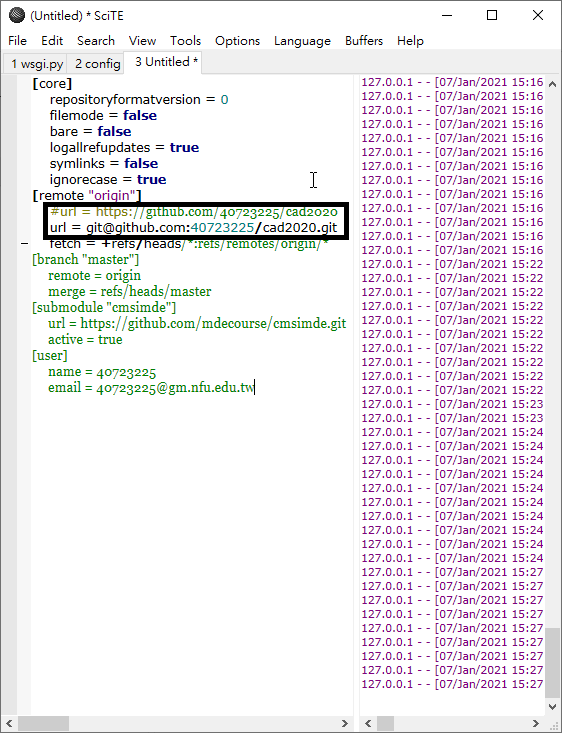 (Untitled) * SciTE
File Edit Search View Tools Options Language Buffers Help
1 wsgi.py 2 config 3 Untitled *
[core]
repositoryformatversion = 0
filemode = false
bare = false
logallrefupdates = true
symlinks = false
ignorecase = true
[remote "origin"]
#url = https://github.com/40723225/cad2020
url = git@github.com:40723225/cad2020.git
fetch = +refs/heads/*:refs/remotes/origin/*
[branch "master"]
remote = origin
merge = refs/heads/master
[submodule "cmsimde"]
url = https://github.com/mdecourse/cmsimde.git
active = true
[user]
name = 40723225
email = 40723225@gm.nfu.edu.tw
127.0.0.1 - - [07/Jan/2021 15:16
127.0.0.1 - - [07/Jan/2021 15:16
127.0.0.1 - - [07/Jan/2021 15:16
127.0.0.1 - - [07/Jan/2021 15:16
127.0.0.1 - - [07/Jan/2021 15:16
127.0.0.1 - - [07/Jan/2021 15:16
127.0.0.1 - - [07/Jan/2021 15:16
127.0.0.1 - - [07/Jan/2021 15:16
127.0.0.1 - - [07/Jan/2021 15:16
127.0.0.1 - - [07/Jan/2021 15:16
127.0.0.1 - - [07/Jan/2021 15:16
127.0.0.1 - - [07/Jan/2021 15:16
127.0.0.1 - - [07/Jan/2021 15:16
127.0.0.1 - - [07/Jan/2021 15:22
127.0.0.1 - - [07/Jan/2021 15:22
127.0.0.1 - - [07/Jan/2021 15:22
127.0.0.1 - - [07/Jan/2021 15:22
127.0.0.1 - - [07/Jan/2021 15:22
127.0.0.1 - - [07/Jan/2021 15:22
127.0.0.1 - - [07/Jan/2021 15:22
127.0.0.1 - - [07/Jan/2021 15:22
127.0.0.1 - - [07/Jan/2021 15:22
127.0.0.1 - - [07/Jan/2021 15:22
127.0.0.1 - - [07/Jan/2021 15:23
127.0.0.1 - - [07/Jan/2021 15:23
127.0.0.1 - - [07/Jan/2021 15:24
127.0.0.1 - - [07/Jan/2021 15:24
127.0.0.1 - - [07/Jan/2021 15:24
127.0.0.1 - - [07/Jan/2021 15:24
127.0.0.1 - - [07/Jan/2021 15:24
127.0.0.1 - - [07/Jan/2021 15:24
127.0.0.1 - - [07/Jan/2021 15:24
127.0.0.1 - - [07/Jan/2021 15:24
127.0.0.1 - - [07/Jan/2021 15:24
127.0.0.1 - - [07/Jan/2021 15:24
127.0.0.1 - - [07/Jan/2021 15:27
127.0.0.1 - - [07/Jan/2021 15:27
127.0.0.1 - - [07/Jan/2021 15:27
127.0.0.1 - - [07/Jan/2021 15:27
127.0.0.1 - - [07/Jan/2021 15:27
127.0.0.1 - - [07/Jan/2021 15:27
127.0.0.1 - - [07/Jan/2021 15:27
127.0.0.1 - - [07/Jan/2021 15:27
127.0.0.1 - - [07/Jan/2021 15:27